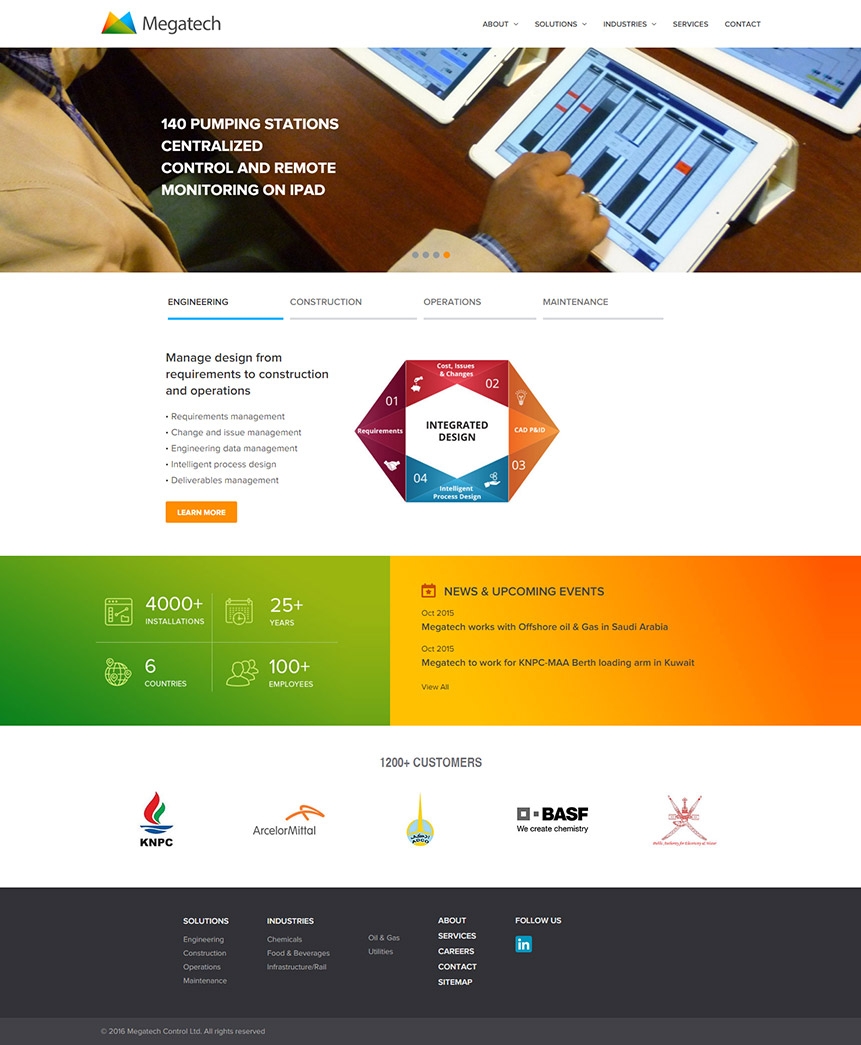 Megatech
ABOUT
SOLUTIONS
INDUSTRIES
SERVICES
CONTACT
140 PUMPING STATIONS
CENTRALIZED
CONTROL AND REMOTE
MONITORING ON IPAD
ENGINEERING
CONSTRUCTION
OPERATIONS
MAINTENANCE
Manage design from
requirements to construction
and operations
• Requirements management
• Change and issue management
• Engineering data management
• Intelligent process design
• Deliverables management
LEARN MORE
Cost, Issues
& Changes
01
02
Requirements
INTEGRATED
DESIGN
CAD P&ID
04
03
Intelligent
Process Design
4000+
INSTALLATIONS
25+
YEARS
6
COUNTRIES
100+
EMPLOYEES
NEWS & UPCOMING EVENTS
Oct 2015
Megatech works with Offshore oil & Gas in Saudi Arabia
Oct 2015
Megatech to work for KNPC-MAA Berth loading arm in Kuwait
View All
1200+ CUSTOMERS
KNPC
ArcelorMittal
ADCO
BASF
We create chemistry
Public Authority for Electricity & Water
SOLUTIONS
Engineering
Construction
Operations
Maintenance
INDUSTRIES
Chemicals
Food & Beverages
Infrastructure/Rail
Oil & Gas
Utilities
ABOUT
SERVICES
CAREERS
CONTACT
SITEMAP
FOLLOW US
in
© 2016 Megatech Control Ltd. All rights reserved